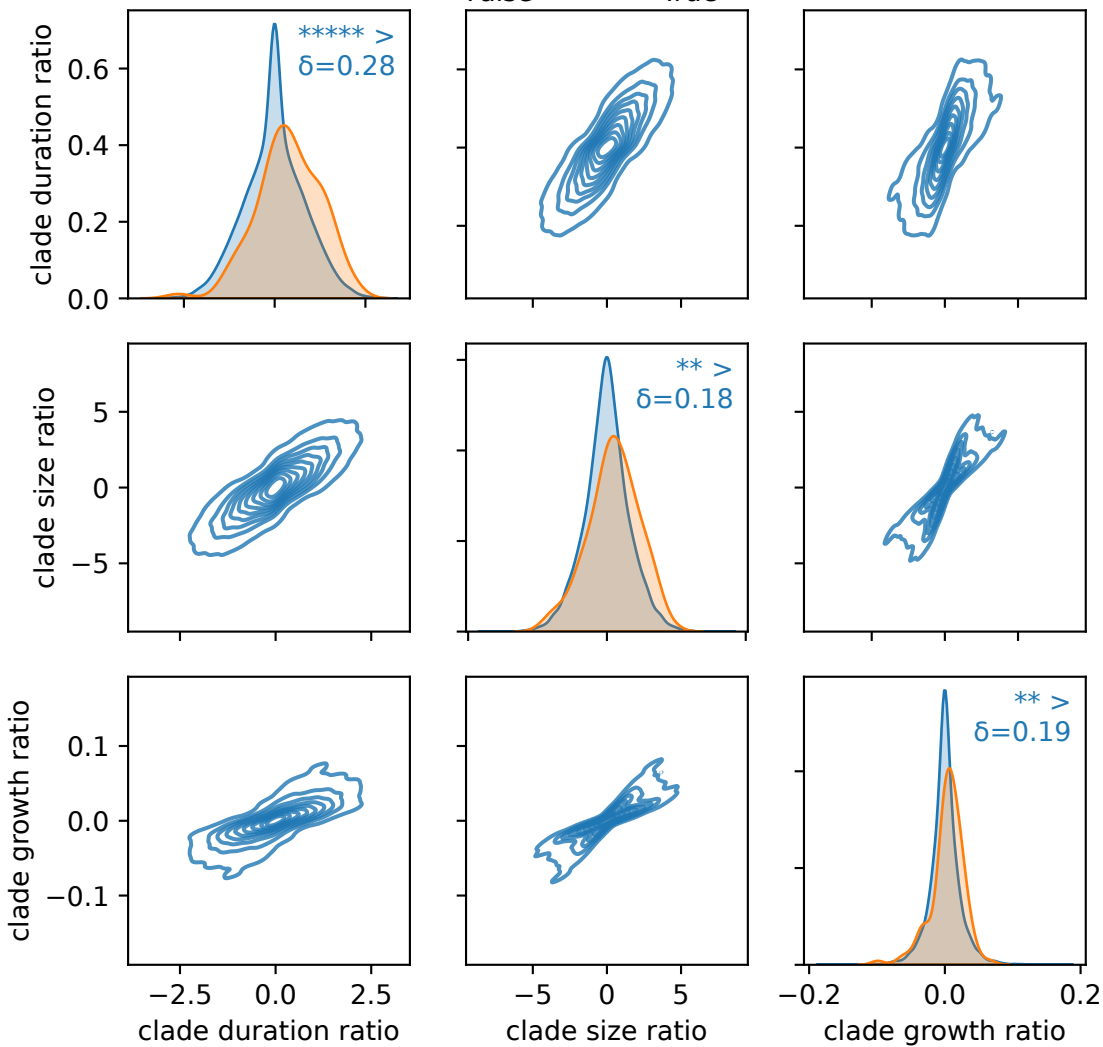 clade duration ratio
0.6
0.4
0.2
0.0
***** >
δ=0.28
clade size ratio
5
0
−5
** >
δ=0.18
clade growth ratio
0.1
0.0
−0.1
** >
δ=0.19
−2.5 0.0 2.5
−5 0 5
−0.2 0.0 0.2
clade duration ratio
clade size ratio
clade growth ratio